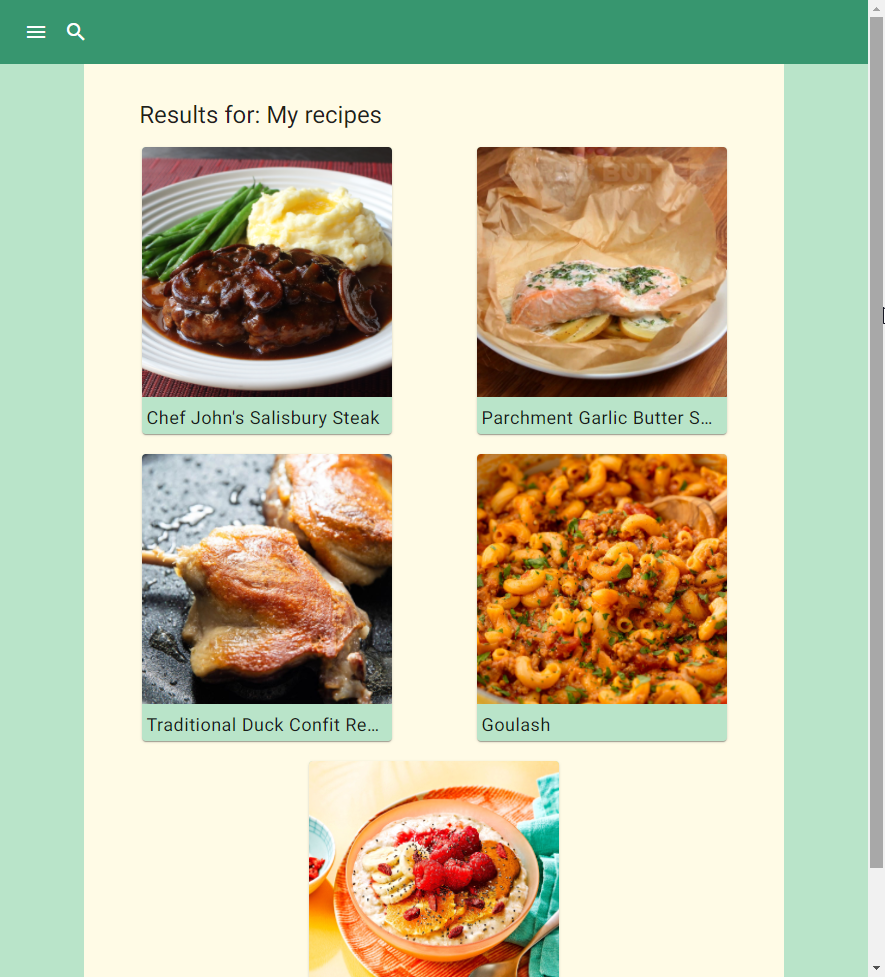 Results for: My recipes
Chef John's Salisbury Steak
Parchment Garlic Butter S...
Traditional Duck Confit Re...
Goulash